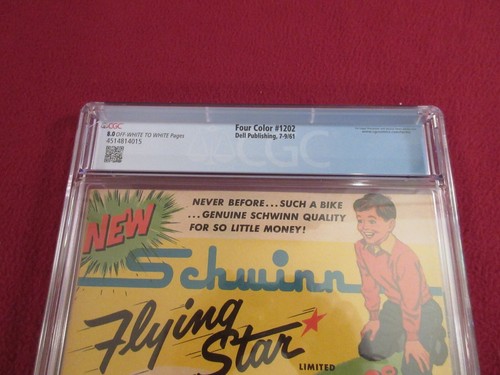 CGC
8.0 OFF-WHITE TO WHITE Pages
4514814015
Four Color #1202
Dell Publishing, 7-9/61
CGC
NEW
NEVER BEFORE...SUCH A BIKE
...GENUINE SCHWINN QUALITY
FOR SO LITTLE MONEY!
Schwinn
Flying
Star
LIMITED